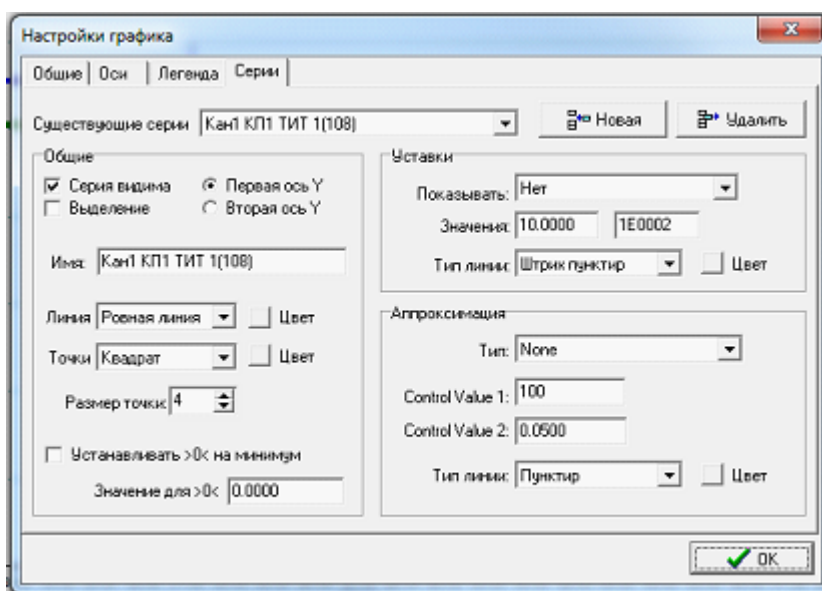 Настройки графика
Общие Оси Легенда Серии
Существующие серии Кан1 КП1 ТИТ 1(108) Новая Удалить
Общие
Серия видима Первая ось Y
Выделение Вторая ось Y
Имя: Кан1 КП1 ТИТ 1(108)
Линия Ровная линия Цвет
Точки Квадрат Цвет
Размер точки: 4
Устанавливать >0< на минимум
Значение для >0< 0.0000
Уставки
Показывать: Нет
Значения: 10.0000 1E0002
Тип линии: Штрих пунктир Цвет
Аппроксимация
Тип: None
Control Value 1: 100
Control Value 2: 0.0500
Тип линии: Пунктир Цвет
OK